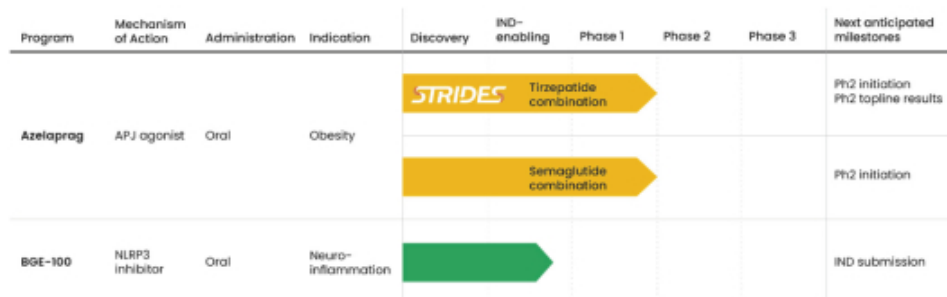 Program
Mechanism
of Action
Administration
Indication
Discovery
IND-
enabling
Phase 1
Phase 2
Phase 3
Next anticipated
milestones
Azelaprag
APJ agonist
Oral
Obesity
STRIDES
Tirzepatide
combination
Ph2 initiation
Ph2 topline results
Semaglutide
combination
Ph2 initiation
BGE-100
NLRP3
inhibitor
Oral
Neuro-
inflammation
IND submission